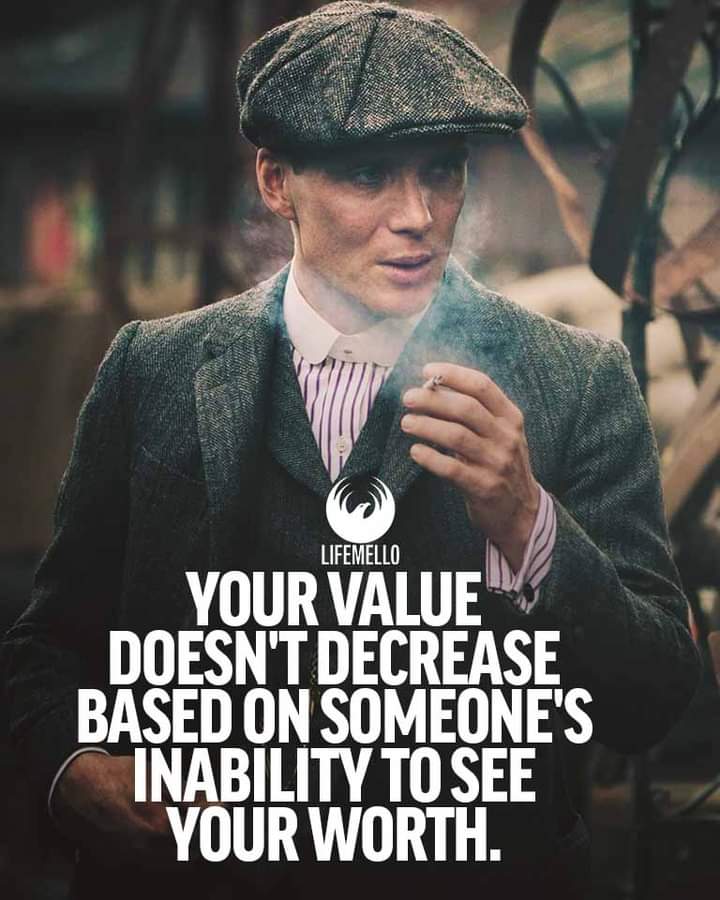 LIFEMELLO
YOUR VALUE
DOESN'T DECREASE
BASED ON SOMEONE'S
INABILITY TO SEE
YOUR WORTH.